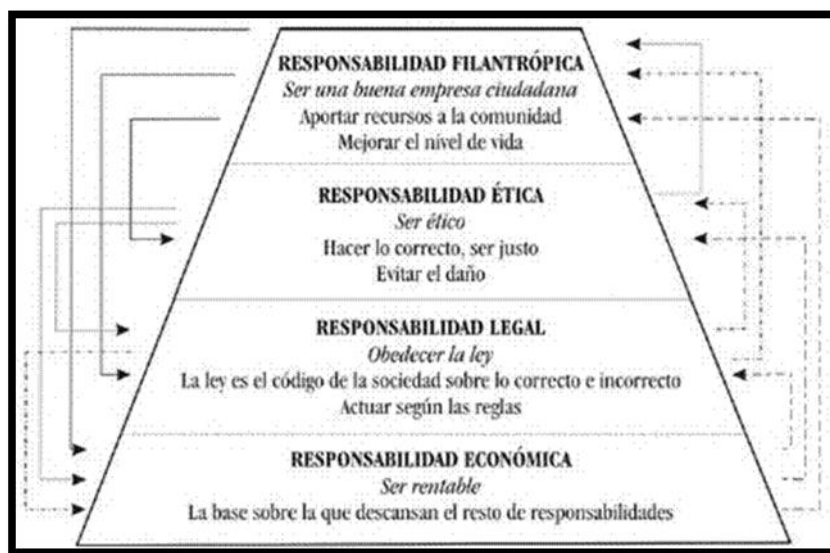 RESPONSABILIDAD FILANTRÓPICA
Ser una buena empresa ciudadana
Aportar recursos a la comunidad
Mejorar el nivel de vida
RESPONSABILIDAD ÉTICA
Ser ético
Hacer lo correcto, ser justo
Evitar el daño
RESPONSABILIDAD LEGAL
Obedecer la ley
La ley es el código de la sociedad sobre lo correcto e incorrecto
Actuar según las reglas
RESPONSABILIDAD ECONÓMICA
Ser rentable
La base sobre la que descansan el resto de responsabilidades